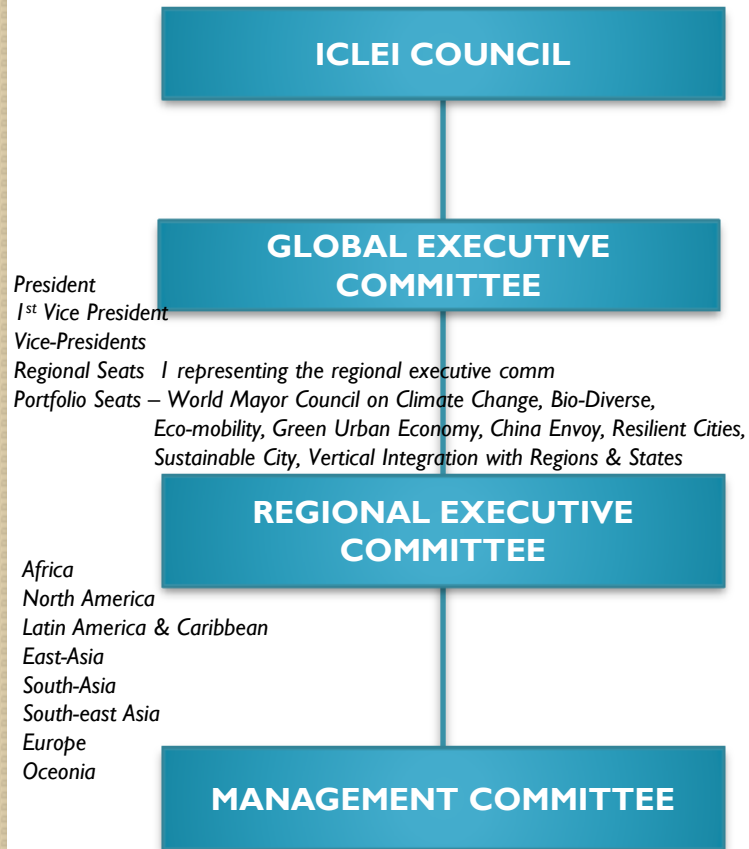 ICLEI COUNCIL
GLOBAL EXECUTIVE
COMMITTEE
President
1st Vice President
Vice-Presidents
Regional Seats 1 representing the regional executive comm
Portfolio Seats – World Mayor Council on Climate Change, Bio-Diverse,
Eco-mobility, Green Urban Economy, China Envoy, Resilient Cities,
Sustainable City, Vertical Integration with Regions & States
REGIONAL EXECUTIVE
COMMITTEE
Africa
North America
Latin America & Caribbean
East-Asia
South-Asia
South-east Asia
Europe
Oceonia
MANAGEMENT COMMITTEE